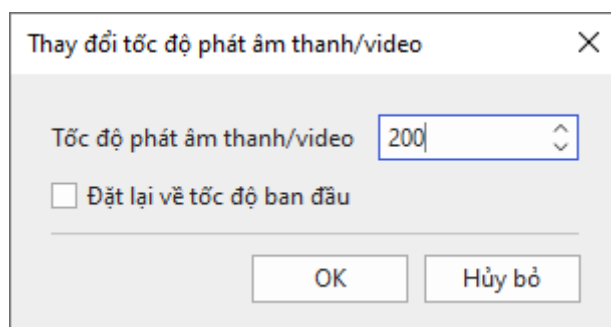 Thay đổi tốc độ phát âm thanh/video
Tốc độ phát âm thanh/video 200
Đặt lại về tốc độ ban đầu
OK Hủy bỏ